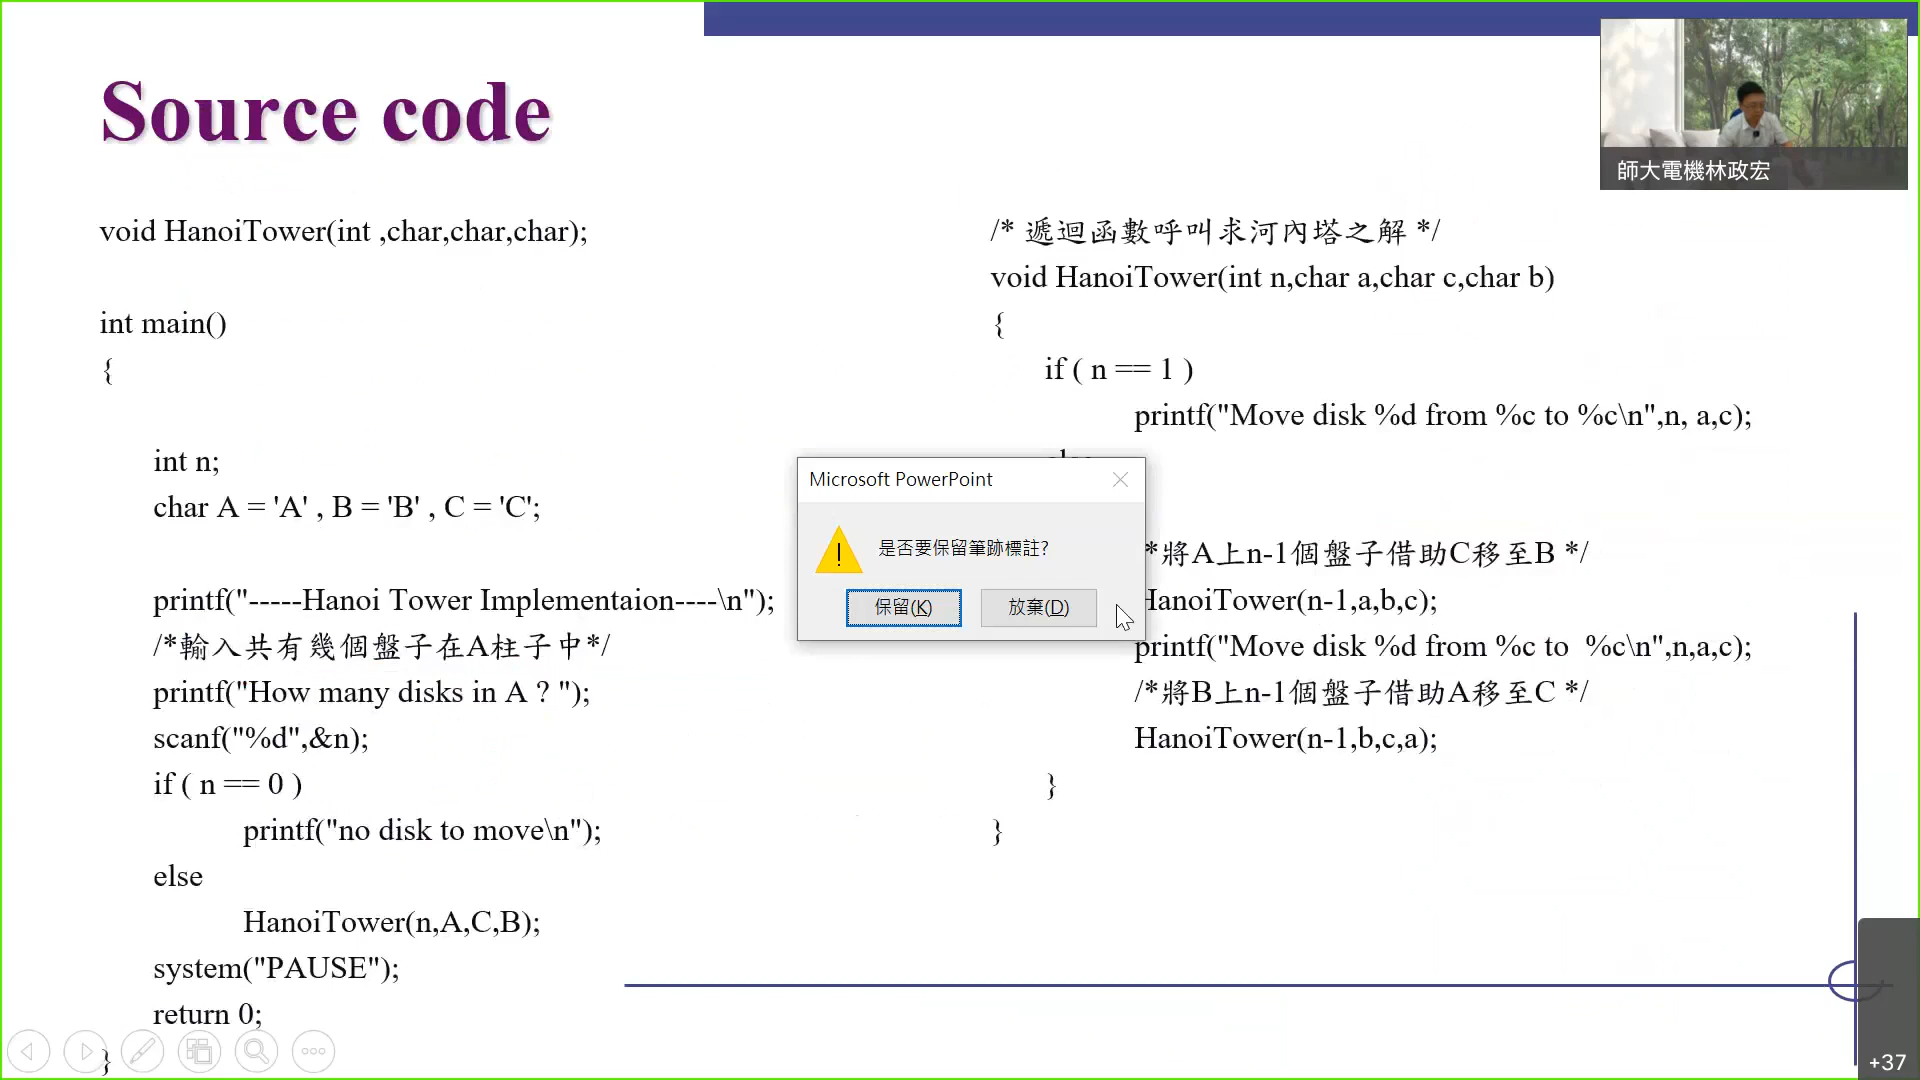 Source code
師大電機林政宏
void HanoiTower(int ,char,char,char);
int main()
{
int n;
char A = 'A' , B = 'B' , C = 'C';
printf("-----Hanoi Tower Implementaion----\n");
/*輸入共有幾個盤子在A柱子中*/
printf("How many disks in A ? ");
scanf("%d",&n);
if ( n == 0 )
printf("no disk to move\n");
else
HanoiTower(n,A,C,B);
system("PAUSE");
return 0;
}
/* 遞迴函數呼叫求河內塔之解 */
void HanoiTower(int n,char a,char c,char b)
{
if ( n == 1 )
printf("Move disk %d from %c to %c\n",n, a,c);
*將A上n-1個盤子借助C移至B */
HanoiTower(n-1,a,b,c);
printf("Move disk %d from %c to  %c\n",n,a,c);
/*將B上n-1個盤子借助A移至C */
HanoiTower(n-1,b,c,a);
}
}
Microsoft PowerPoint
是否要保留筆跡標註?
保留(K)
放棄(D)
+37